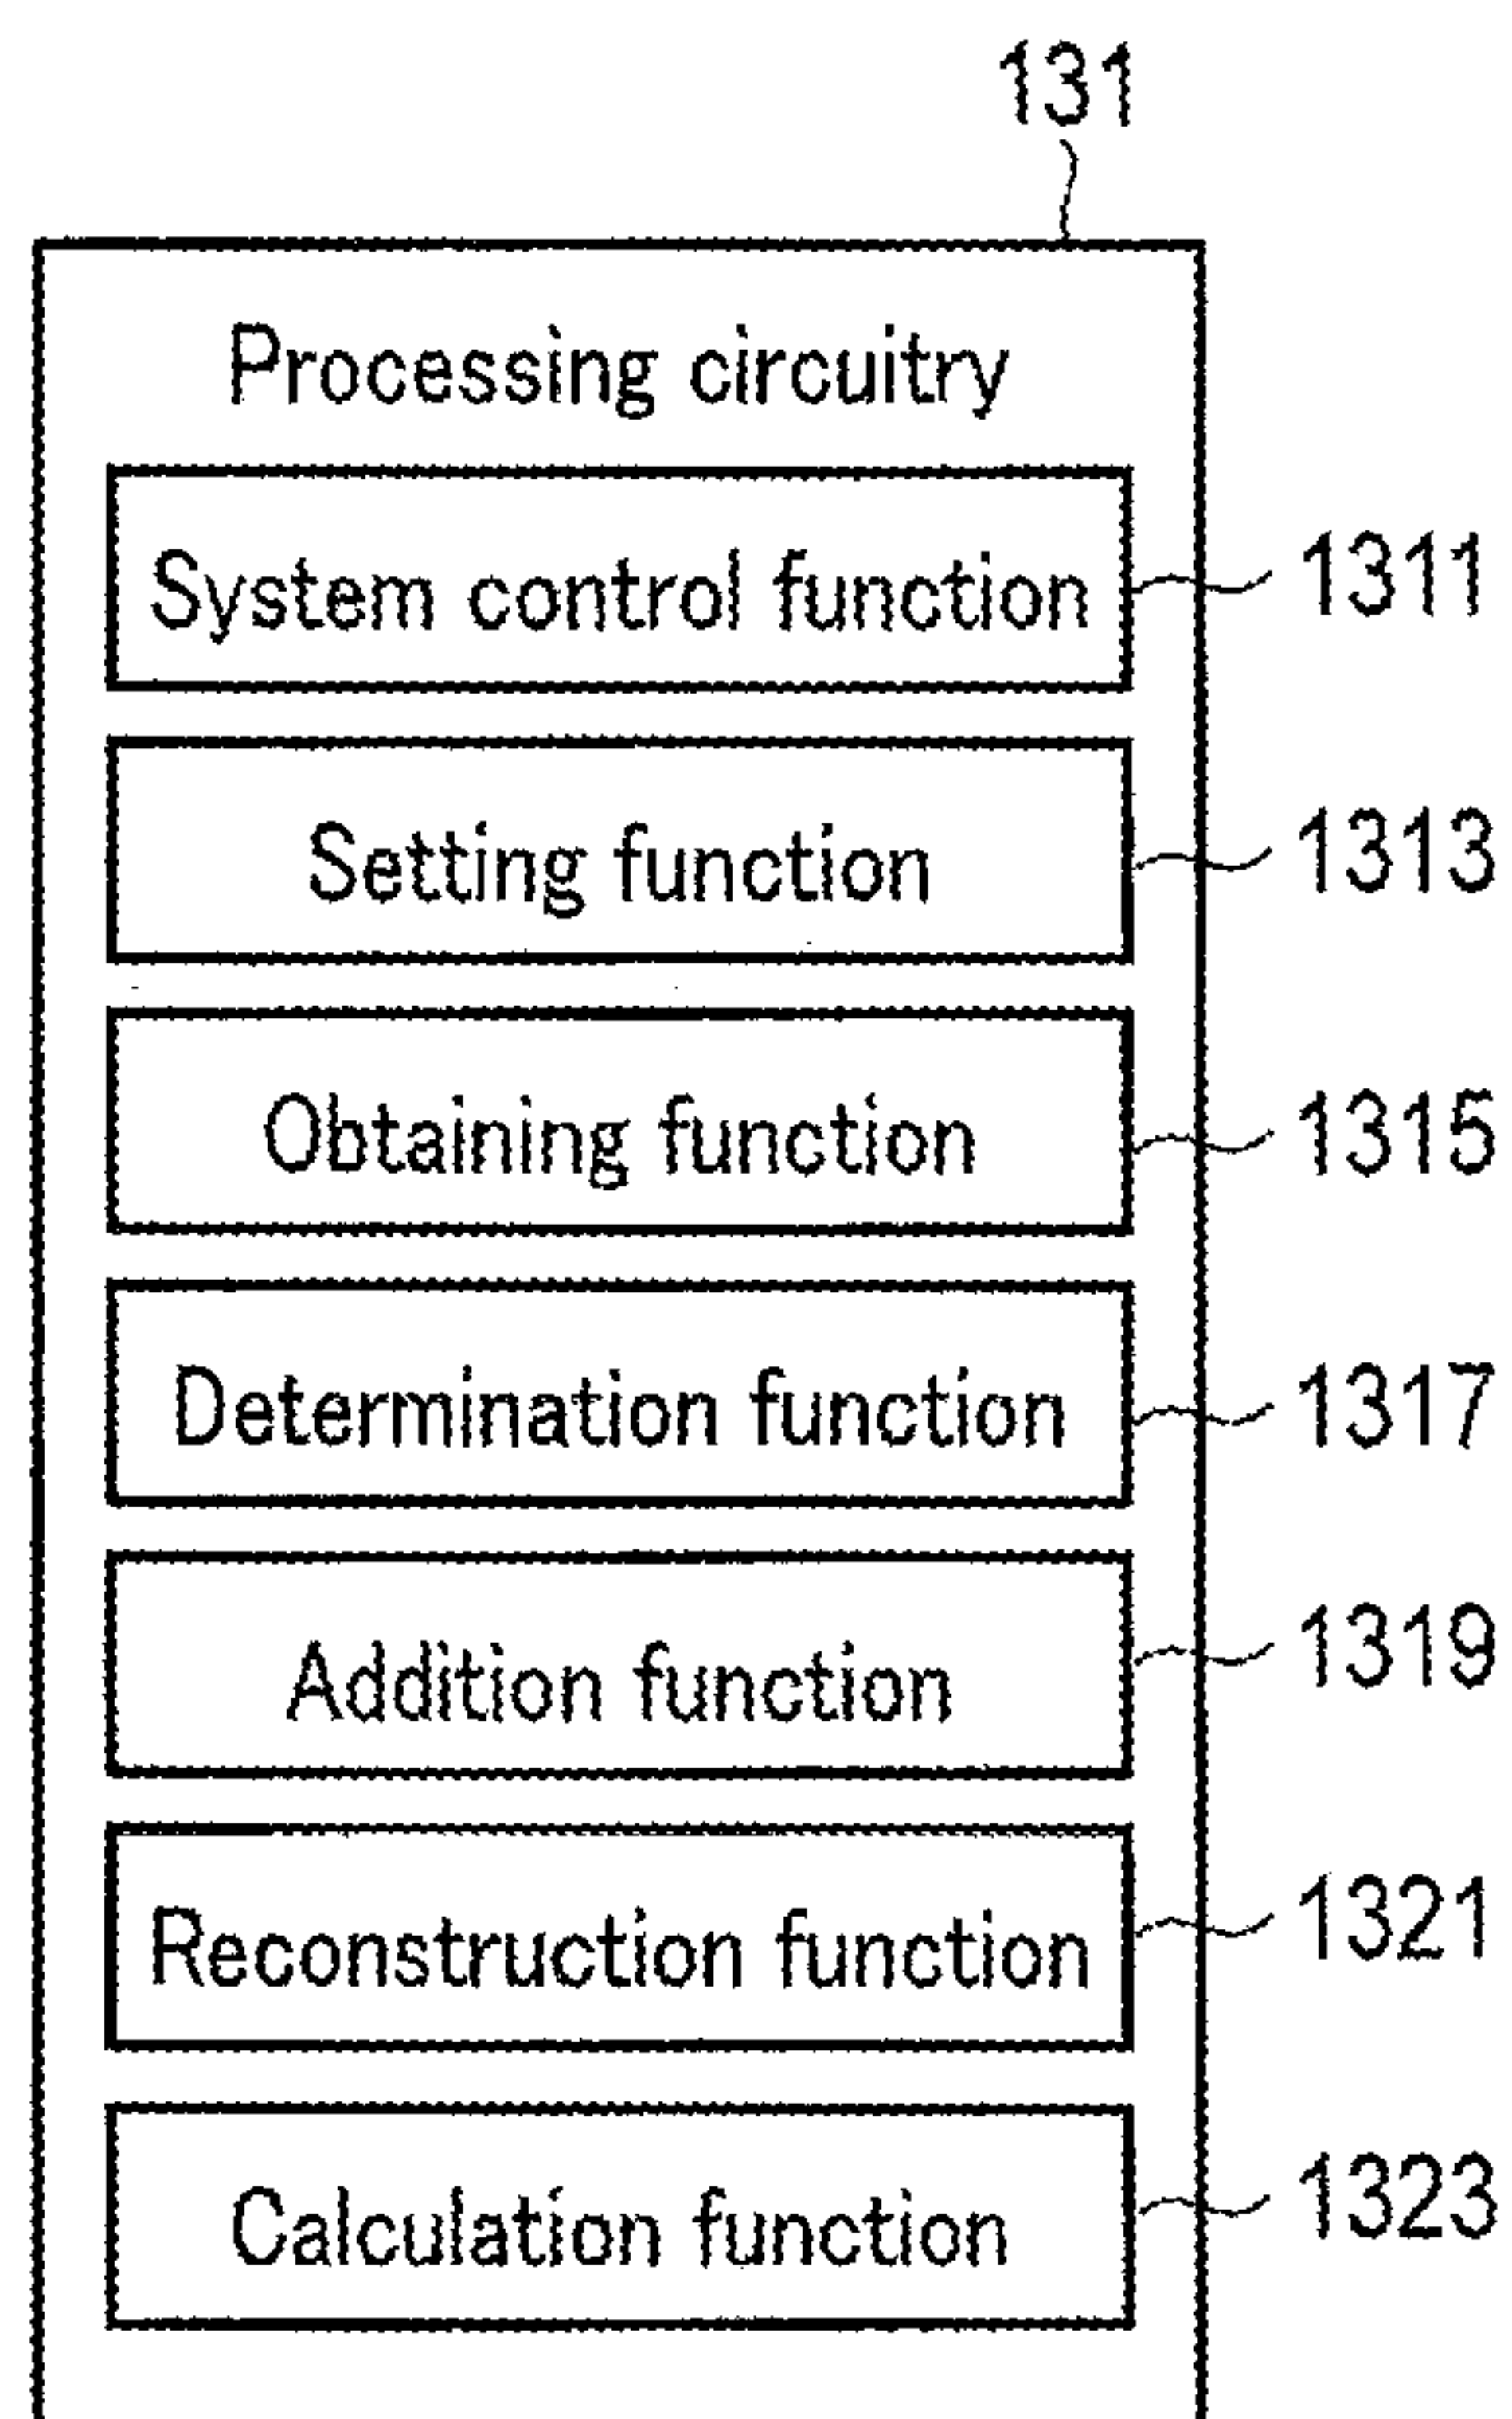 131
Processing circuitry
System control function 1311
Setting function 1313
Obtaining function 1315
Determination function 1317
Addition function 1319
Reconstruction function 1321
Calculation function 1323